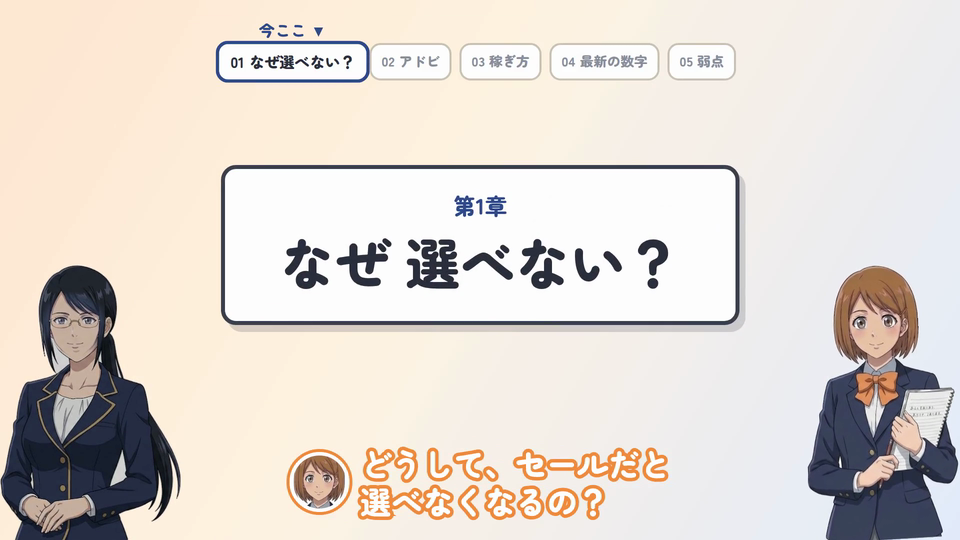 今ここ ▼
01 なぜ選べない？
02 アドビ
03 稼ぎ方
04 最新の数字
05 弱点
第1章
なぜ 選べない？
どうして、セールだと
選べなくなるの？